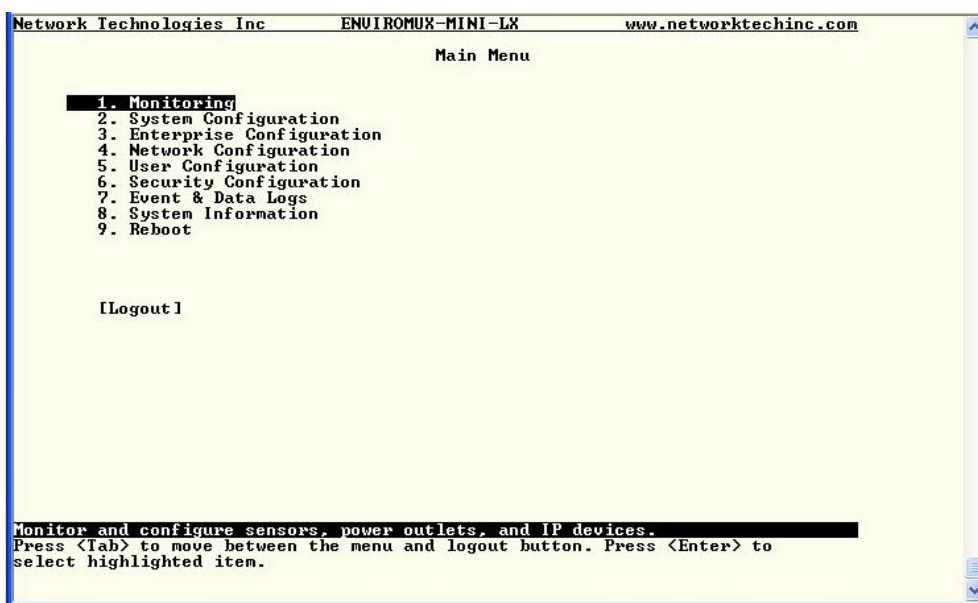 Network Technologies Inc ENVIROMUX-MINI-LX www.networktechinc.com
Main Menu
1. Monitoring
2. System Configuration
3. Enterprise Configuration
4. Network Configuration
5. User Configuration
6. Security Configuration
7. Event & Data Logs
8. System Information
9. Reboot
[Logout]
Monitor and configure sensors, power outlets, and IP devices.
Press <Tab> to move between the menu and logout button. Press <Enter> to
select highlighted item.